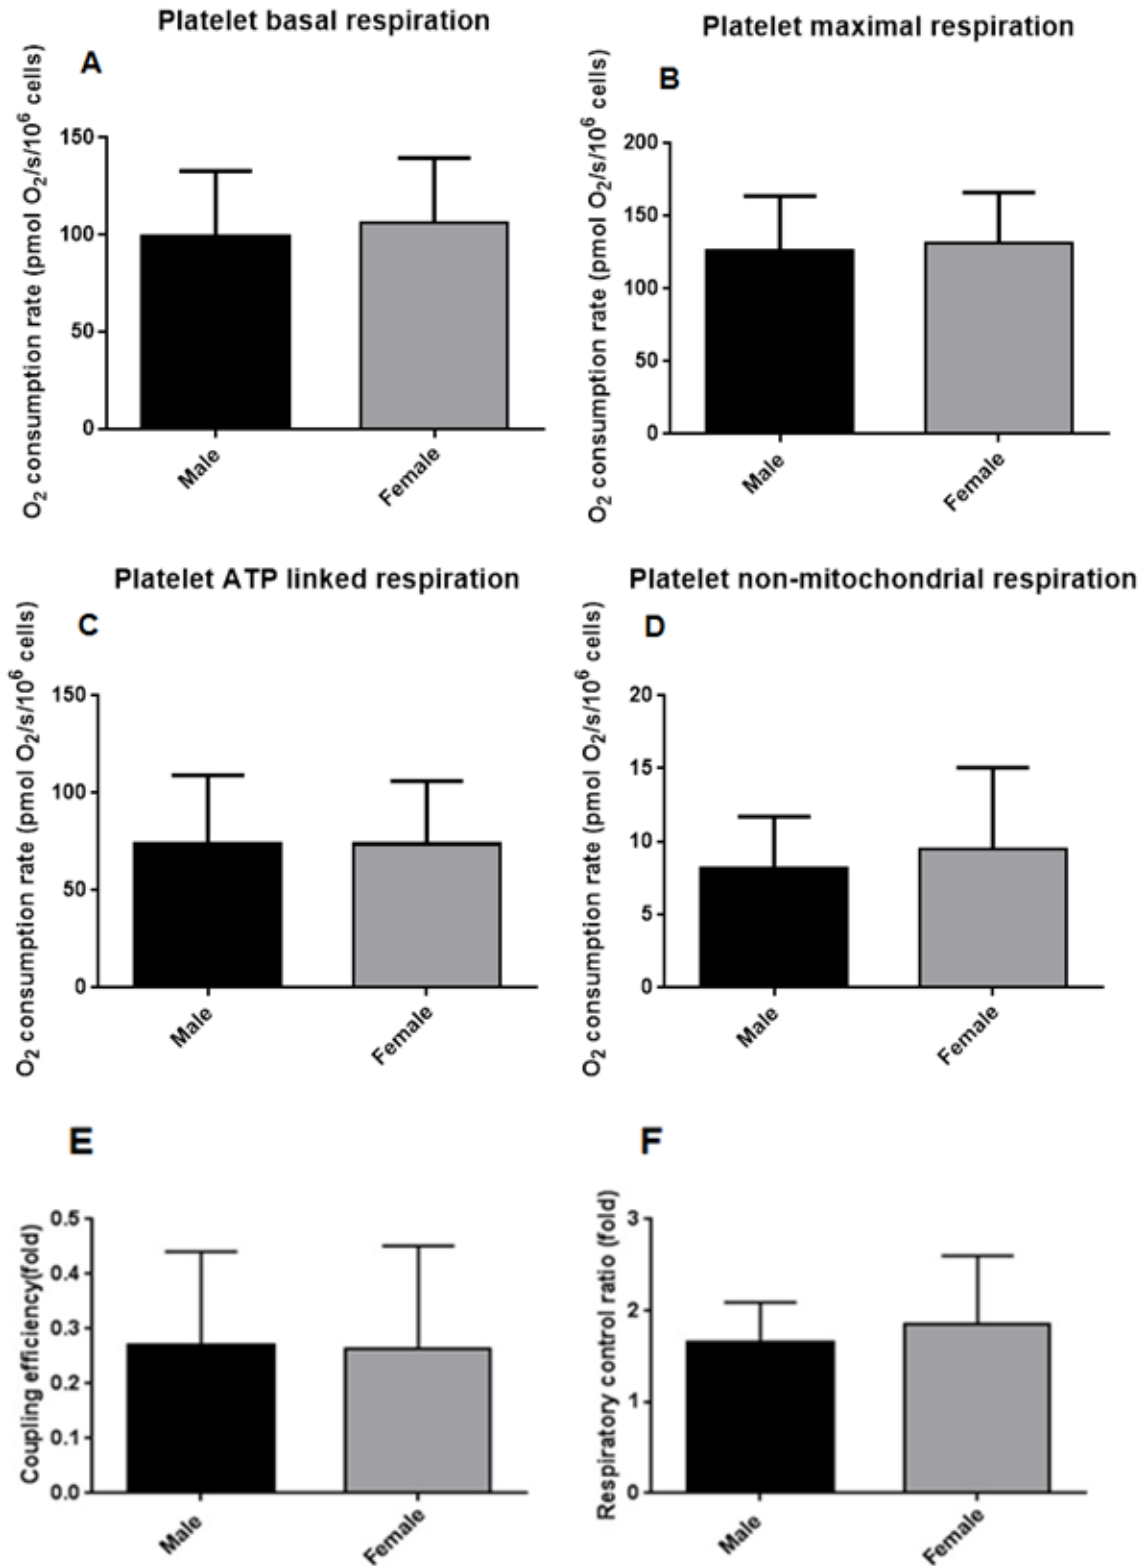 Platelet basal respiration
A
O2 consumption rate (pmol O2/s/10^6 cells)
150
100
50
0
Male
Female
Platelet maximal respiration
B
O2 consumption rate (pmol O2/s/10^6 cells)
200
150
100
50
0
Male
Female
Platelet ATP linked respiration
C
O2 consumption rate (pmol O2/s/10^6 cells)
150
100
50
0
Male
Female
Platelet non-mitochondrial respiration
D
O2 consumption rate (pmol O2/s/10^6 cells)
20
15
10
5
0
Male
Female
E
Coupling efficiency(fold)
0.5
0.4
0.3
0.2
0.1
0.0
Male
Female
F
Respiratory control ratio (fold)
3
2
1
0
Male
Female